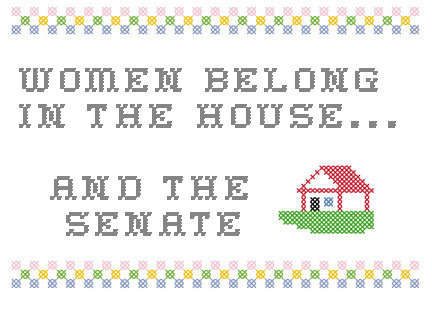 WOMEN BELONG
IN THE HOUSE...
AND THE
SENATE